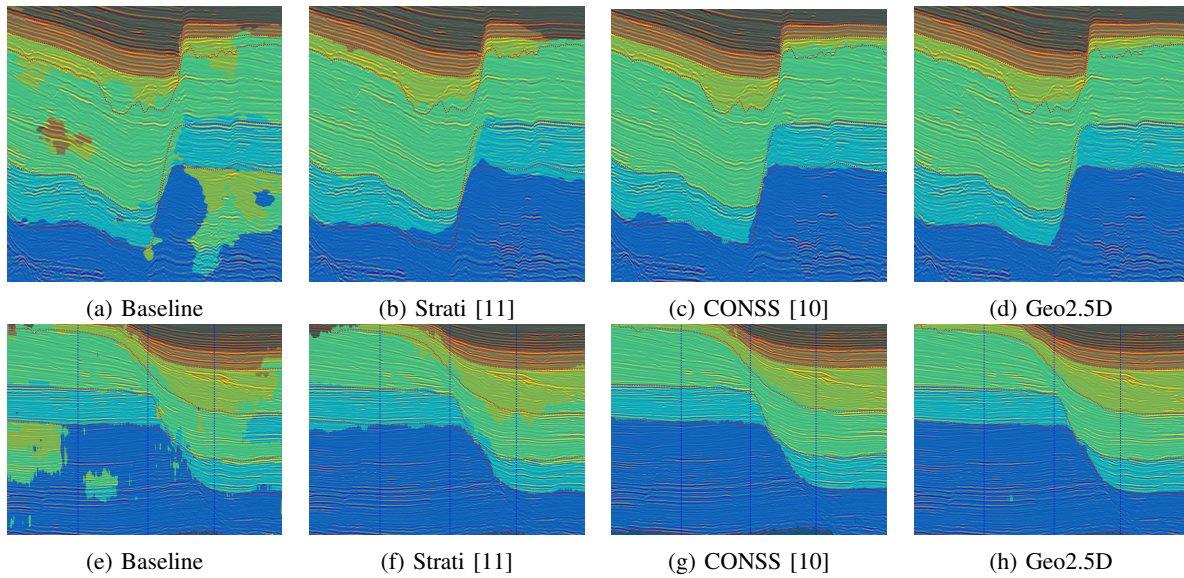 (a) Baseline
(b) Strati [11]
(c) CONSS [10]
(d) Geo2.5D
(e) Baseline
(f) Strati [11]
(g) CONSS [10]
(h) Geo2.5D